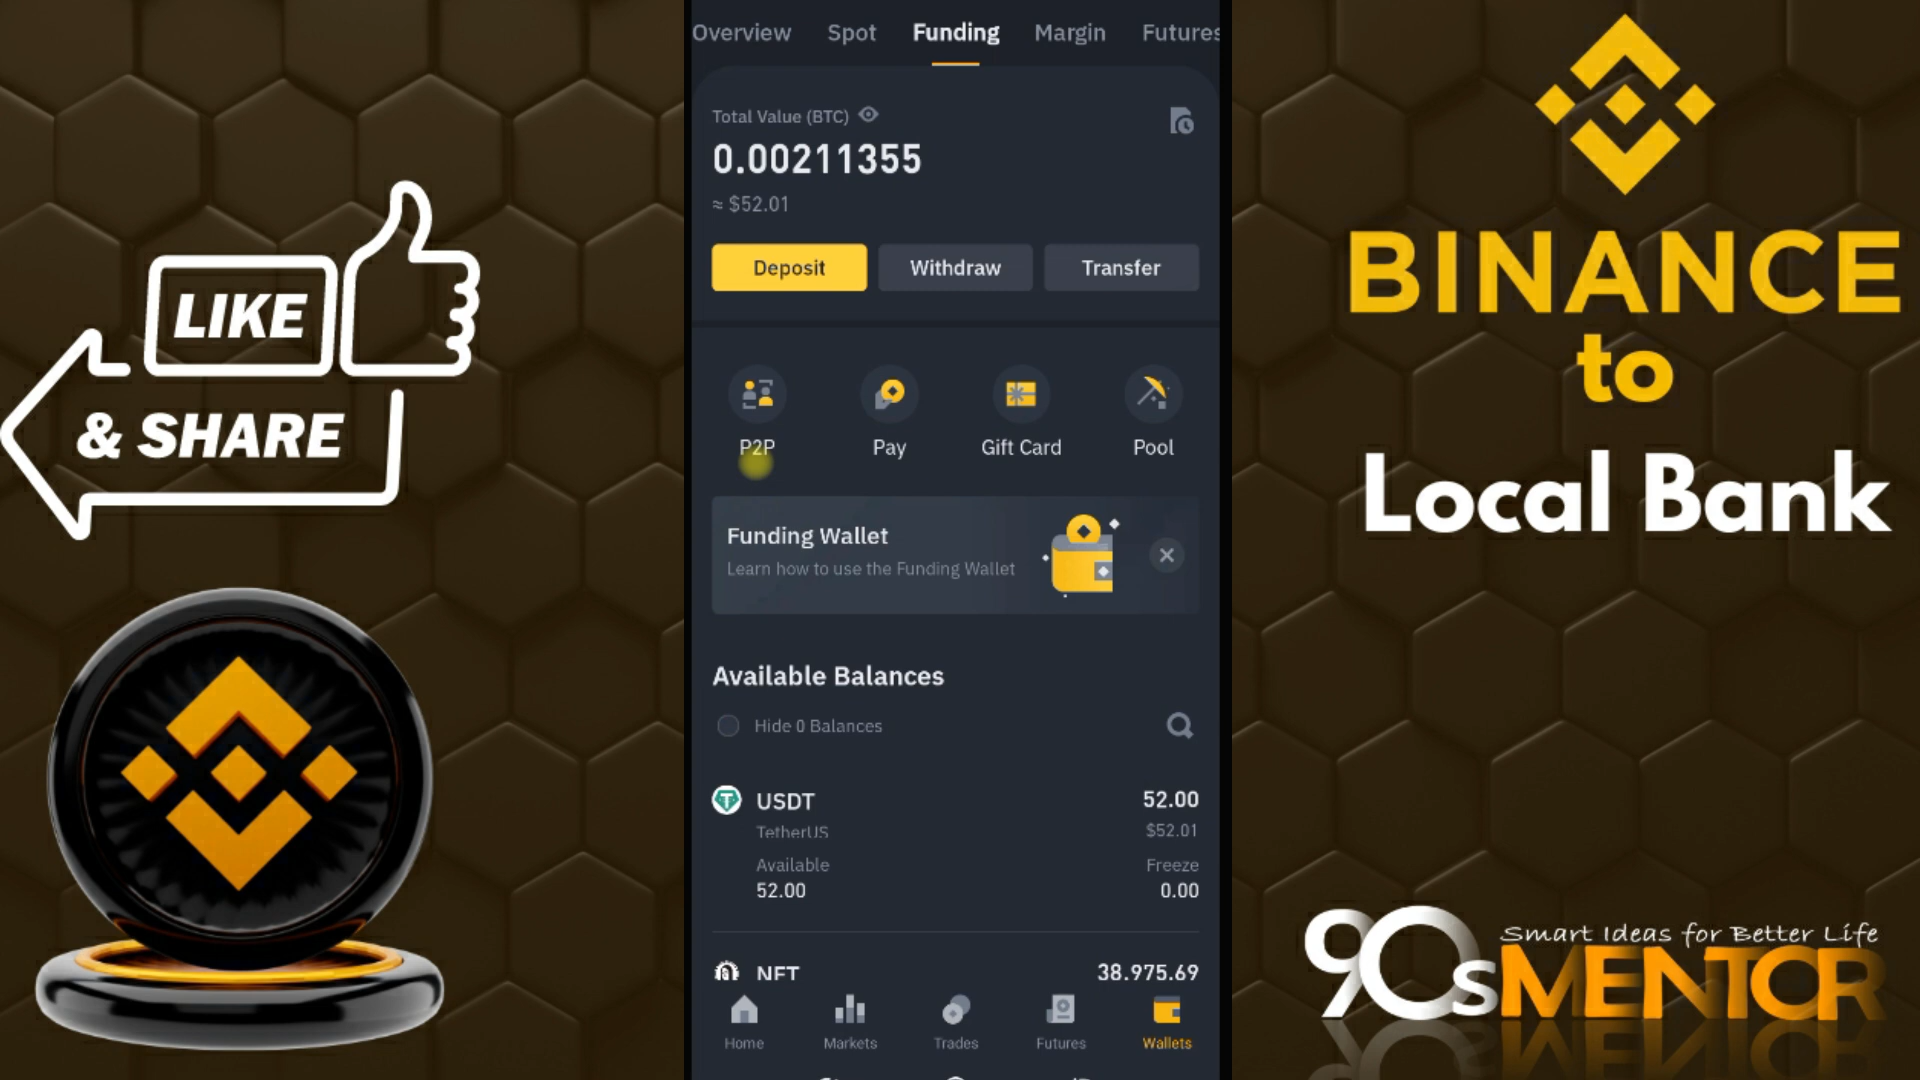 LIKE
& SHARE
Overview Spot Funding Margin Futures
Total Value (BTC)
0.00211355
≈ $52.01
Deposit Withdraw Transfer
P2P Pay Gift Card Pool
Funding Wallet
Learn how to use the Funding Wallet
Available Balances
Hide 0 Balances
USDT 52.00
TetherUS $52.01
Available Freeze
52.00 0.00
NFT 38,975.69
Home Markets Trades Futures Wallets
BINANCE
to
Local Bank
90s MENTOR
Smart Ideas for Better Life